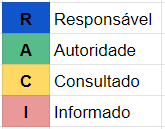 R Responsável
A Autoridade
C Consultado
I Informado